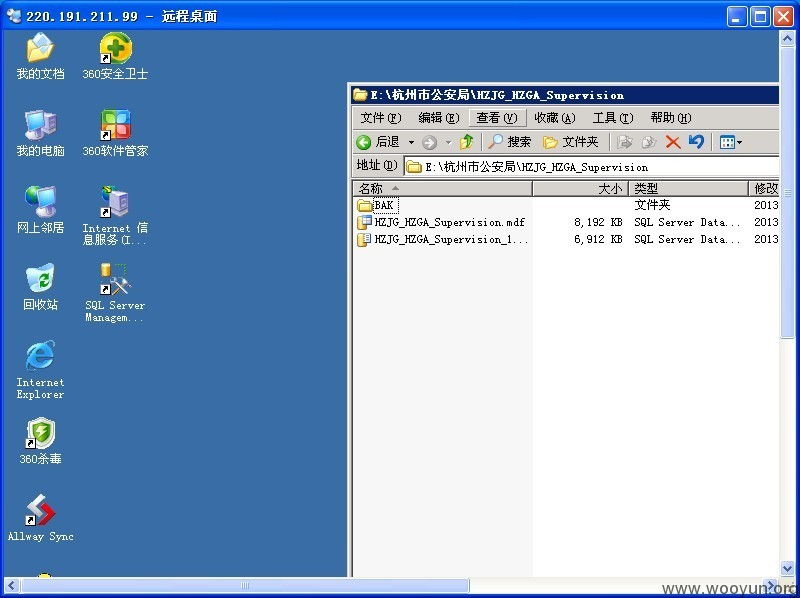 220.191.211.99 - 远程桌面
我的文档
360安全卫士
我的电脑
360软件管家
网上邻居
Internet 信
息服务(I...
回收站
SQL Server
Managem...
Internet
Explorer
360杀毒
Allway Sync
E:\杭州市公安局\HZJG_HZGA_Supervision
文件(F) 编辑(E) 查看(V) 收藏(A) 工具(T) 帮助(H)
后退 搜索 文件夹
地址(D) E:\杭州市公安局\HZJG_HZGA_Supervision
名称 大小 类型 修改
BAK 文件夹 2013
HZJG_HZGA_Supervision.mdf 8,192 KB SQL Server Data... 2013
HZJG_HZGA_Supervision_1... 6,912 KB SQL Server Data... 2013
www.wooyun.org